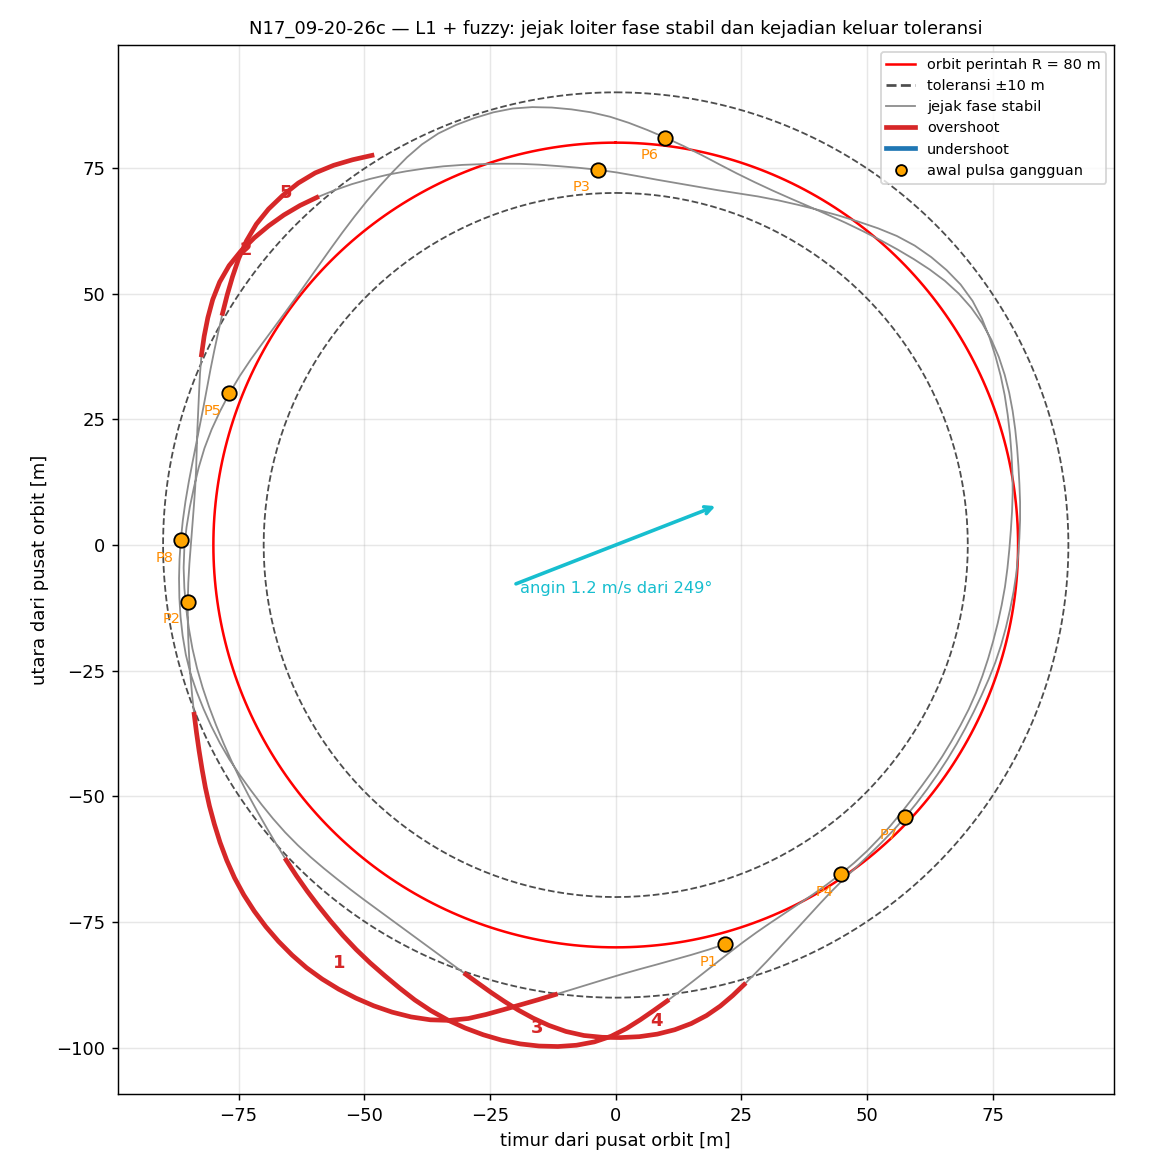 N17_09-20-26c — L1 + fuzzy: jejak loiter fase stabil dan kejadian keluar toleransi
orbit perintah R = 80 m
toleransi ±10 m
jejak fase stabil
overshoot
undershoot
awal pulsa gangguan
utara dari pusat orbit [m]
75
50
25
0
−25
−50
−75
−100
P6
P3
5
2
P5
P8
P2
angin 1.2 m/s dari 249°
P4
P1
1
3
4
−75
−50
−25
0
25
50
75
timur dari pusat orbit [m]